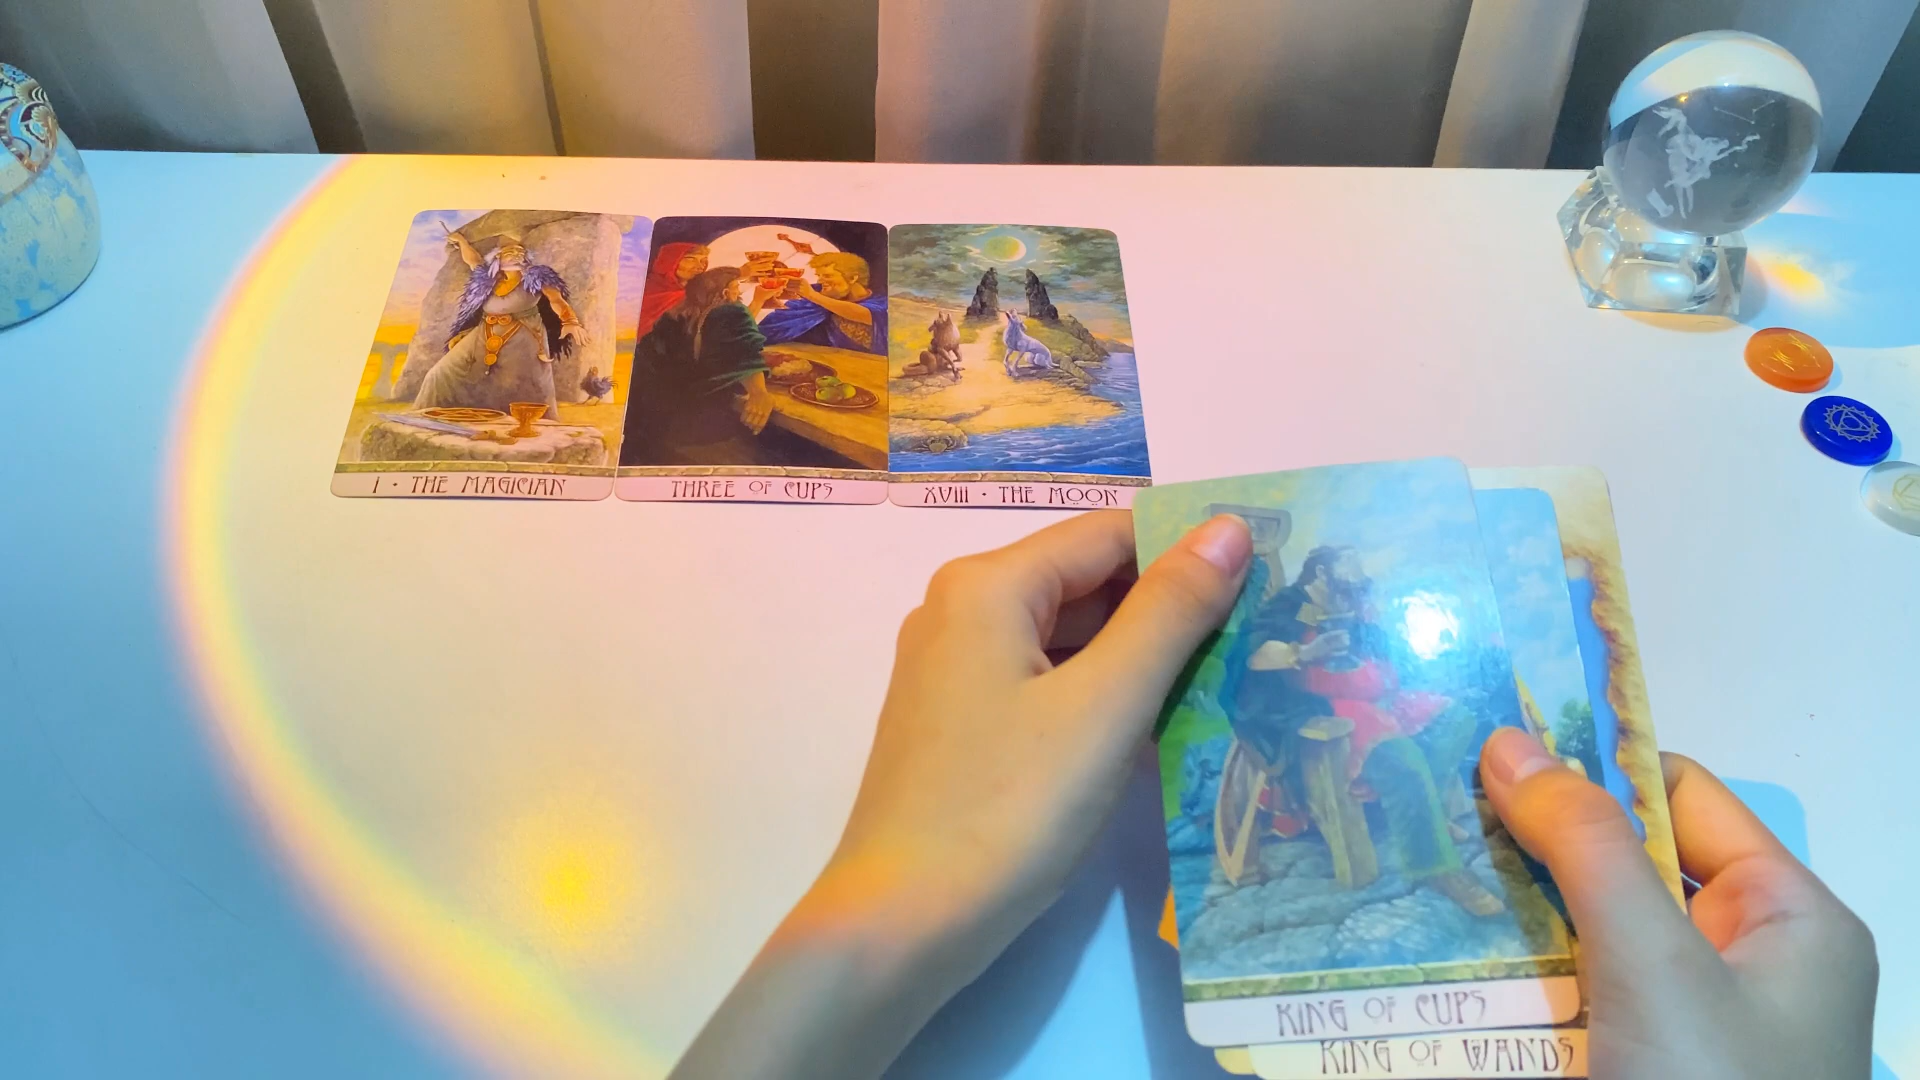 I · THE MAGICIAN
THREE OF CUPS
XVIII · THE MOON
KING OF CUPS
KING OF WANDS